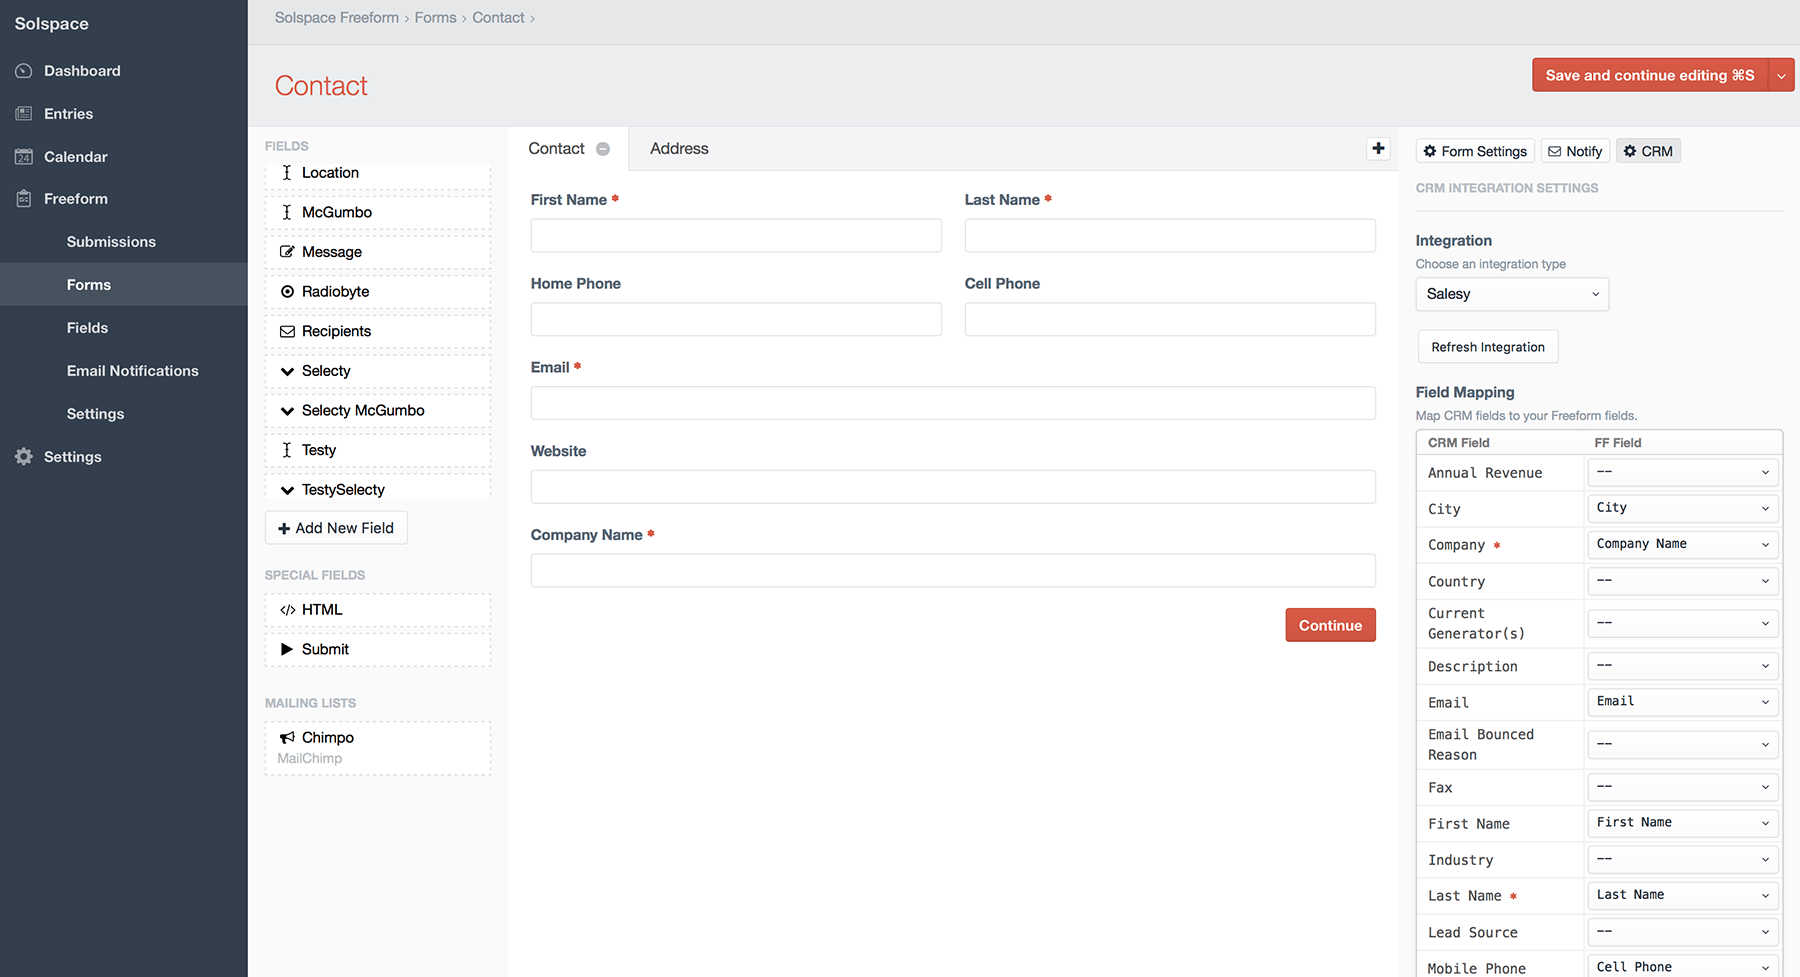 Solspace
Dashboard
Entries
24
Calendar
Freeform
Submissions
Forms
Fields
Email Notifications
Settings
Settings
Solspace Freeform › Forms › Contact ›
Contact
Save and continue editing ⌘S
FIELDS
Location
McGumbo
Message
Radiobyte
Recipients
Selecty
Selecty McGumbo
Testy
TestySelecty
+ Add New Field
SPECIAL FIELDS
</> HTML
Submit
MAILING LISTS
Chimpo
MailChimp
Contact
Address
+
First Name *
Last Name *
Home Phone
Cell Phone
Email *
Website
Company Name *
Continue
Form Settings
Notify
CRM
CRM INTEGRATION SETTINGS
Integration
Choose an integration type
Salesy
Refresh Integration
Field Mapping
Map CRM fields to your Freeform fields.
CRM Field FF Field
Annual Revenue --
City City
Company * Company Name
Country --
Current
Generator(s) --
Description --
Email Email
Email Bounced
Reason --
Fax --
First Name First Name
Industry --
Last Name * Last Name
Lead Source --
Mobile Phone Cell Phone